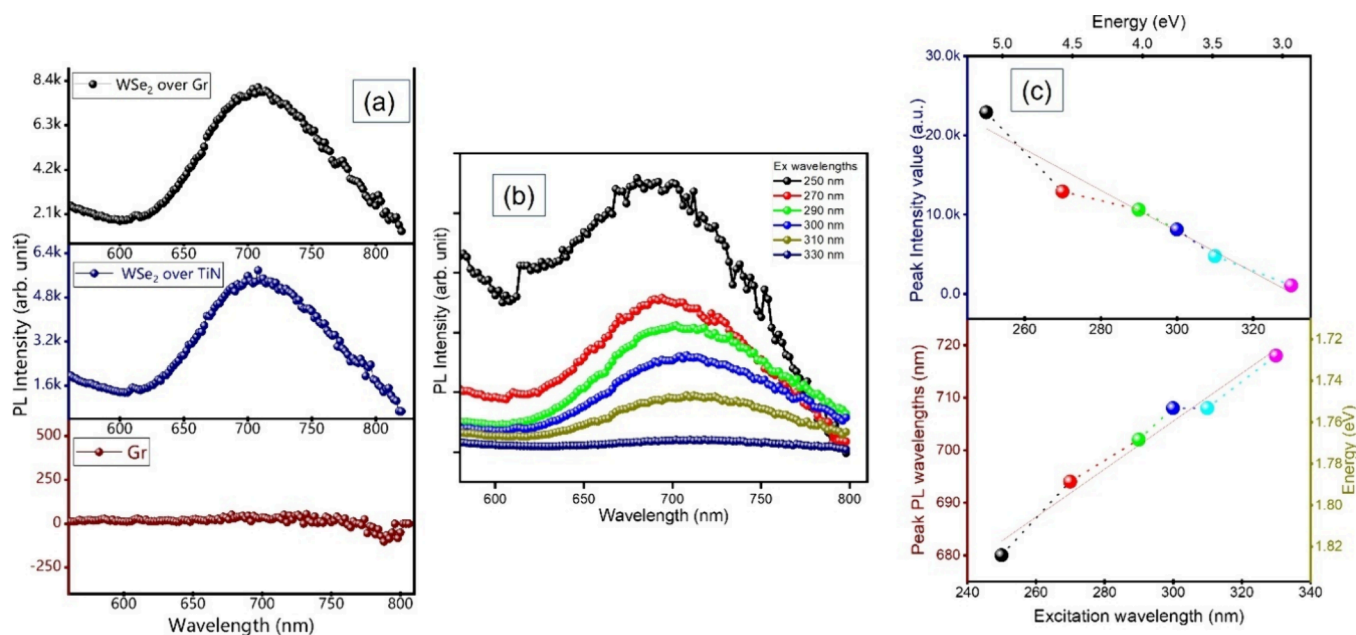 8.4k
WSe₂ over Gr
(a)
6.3k
4.2k
2.1k
600 650 700 750 800
6.4k
WSe₂ over TiN
4.8k
3.2k
1.6k
600 650 700 750 800
500
Gr
250
0
-250
600 650 700 750 800
Wavelength (nm)
PL Intensity (arb. unit)
(b)
Ex wavelengths
250 nm
270 nm
290 nm
300 nm
310 nm
330 nm
PL Intensity (arb. unit)
600 650 700 750 800
Wavelength (nm)
Energy (eV)
5.0 4.5 4.0 3.5 3.0
(c)
30.0k
20.0k
10.0k
0.0
Peak Intensity value (a.u.)
260 280 300 320
720
710
700
690
680
Peak PL wavelengths (nm)
1.72
1.74
1.76
1.78
1.80
1.82
Energy (eV)
240 260 280 300 320 340
Excitation wavelength (nm)